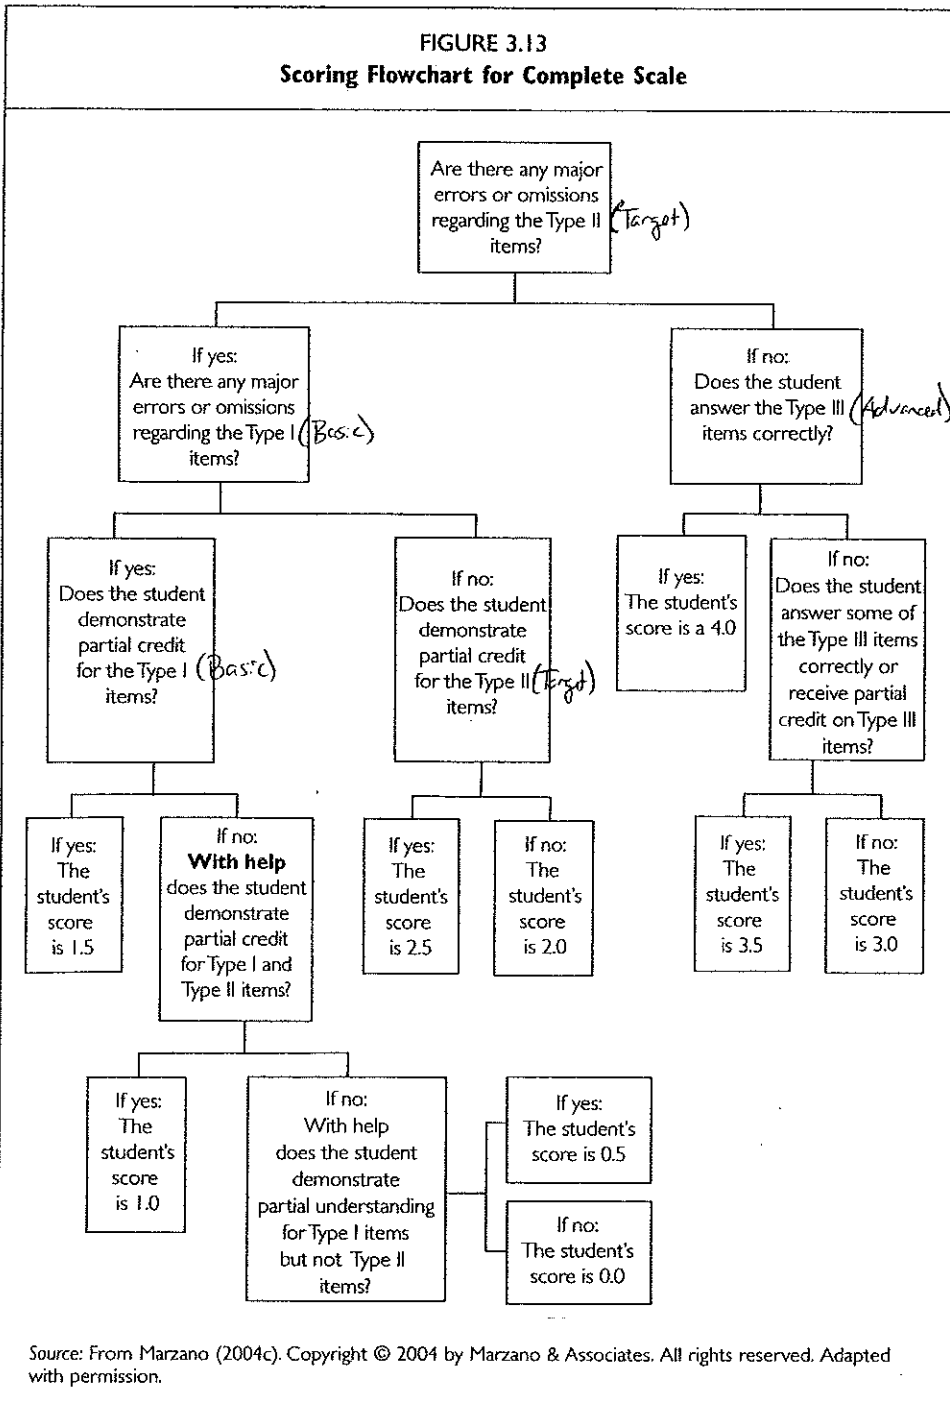 FIGURE 3.13
Scoring Flowchart for Complete Scale
Are there any major
errors or omissions
regarding the Type II (Target)
items?
If yes:
Are there any major
errors or omissions
regarding the Type I (Basic)
items?
If no:
Does the student
answer the Type III (Advanced)
items correctly?
If yes:
Does the student
demonstrate
partial credit
for the Type I (Basic)
items?
If no:
Does the student
demonstrate
partial credit
for the Type II (Target)
items?
If yes:
The student's
score is a 4.0
If no:
Does the student
answer some of
the Type III items
correctly or
receive partial
credit on Type III
items?
If yes:
The
student's
score
is 1.5
If no:
With help
does the student
demonstrate
partial credit
for Type I and
Type II items?
If yes:
The
student's
score
is 2.5
If no:
The
student's
score
is 2.0
If yes:
The
student's
score
is 3.5
If no:
The
student's
score
is 3.0
If yes:
The
student's
score
is 1.0
If no:
With help
does the student
demonstrate
partial understanding
for Type I items
but not Type II
items?
If yes:
The student's
score is 0.5
If no:
The student's
score is 0.0
Source: From Marzano (2004c). Copyright © 2004 by Marzano & Associates. All rights reserved. Adapted
with permission.